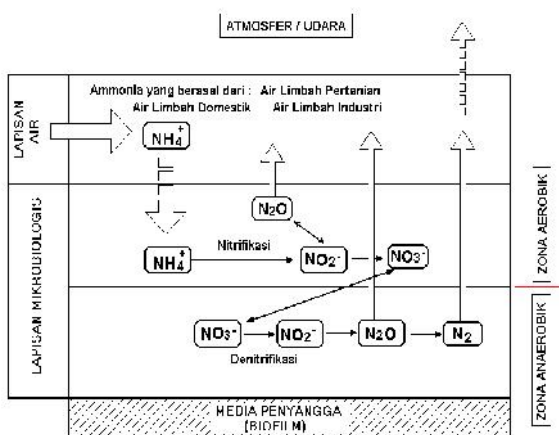 ATMOSFER / UDARA
Ammonia yang berasal dari : Air Limbah Pertanian
Air Limbah Domestik Air Limbah Industri
LAPISAN AIR
NH4+
N2O
NH4+
Nitrifikasi
NO2-
NO3-
LAPISAN MIKROBIOLOGIS
NO3-
NO2-
N2O
N2
Denitrifikasi
ZONA AEROBIK
ZONA ANAEROBIK
MEDIA PENYANGGA
(BIOFILM)